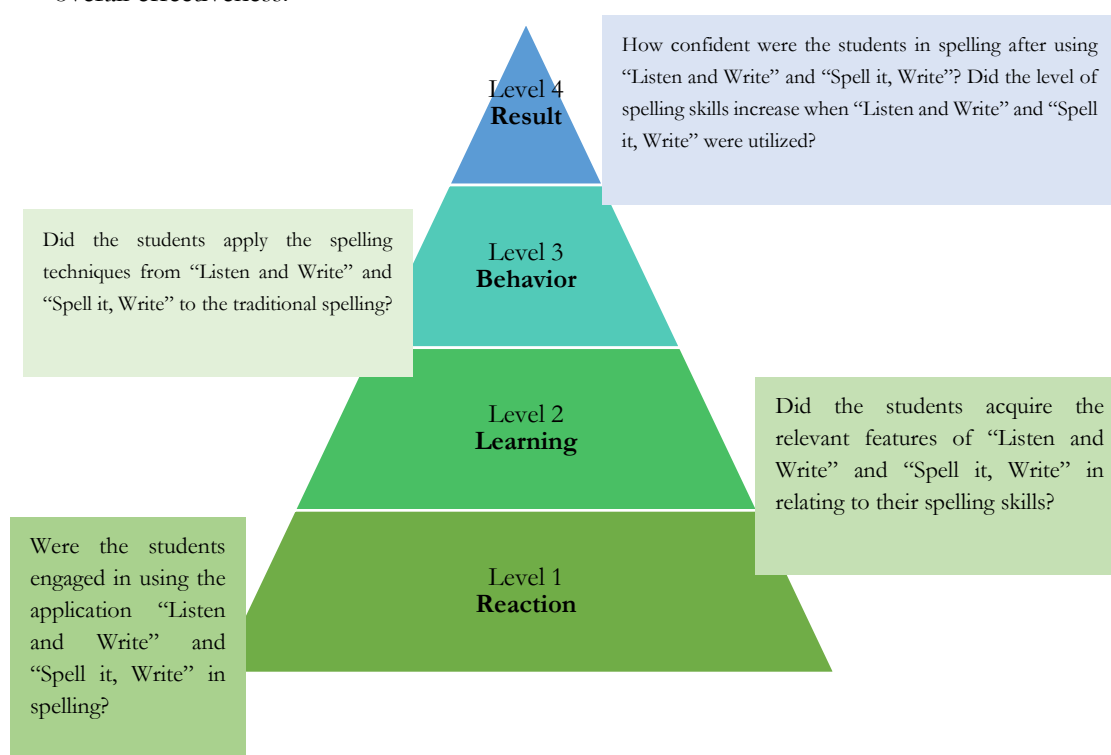 overall effectiveness.
How confident were the students in spelling after using
“Listen and Write” and “Spell it, Write”? Did the level of
spelling skills increase when “Listen and Write” and “Spell
it, Write” were utilized?
Level 4
Result
Did the students apply the spelling
techniques from “Listen and Write” and
“Spell it, Write” to the traditional spelling?
Level 3
Behavior
Level 2
Learning
Did the students acquire the
relevant features of “Listen and
Write” and “Spell it, Write” in
relating to their spelling skills?
Were the students
engaged in using the
application “Listen
and Write” and
“Spell it, Write” in
spelling?
Level 1
Reaction